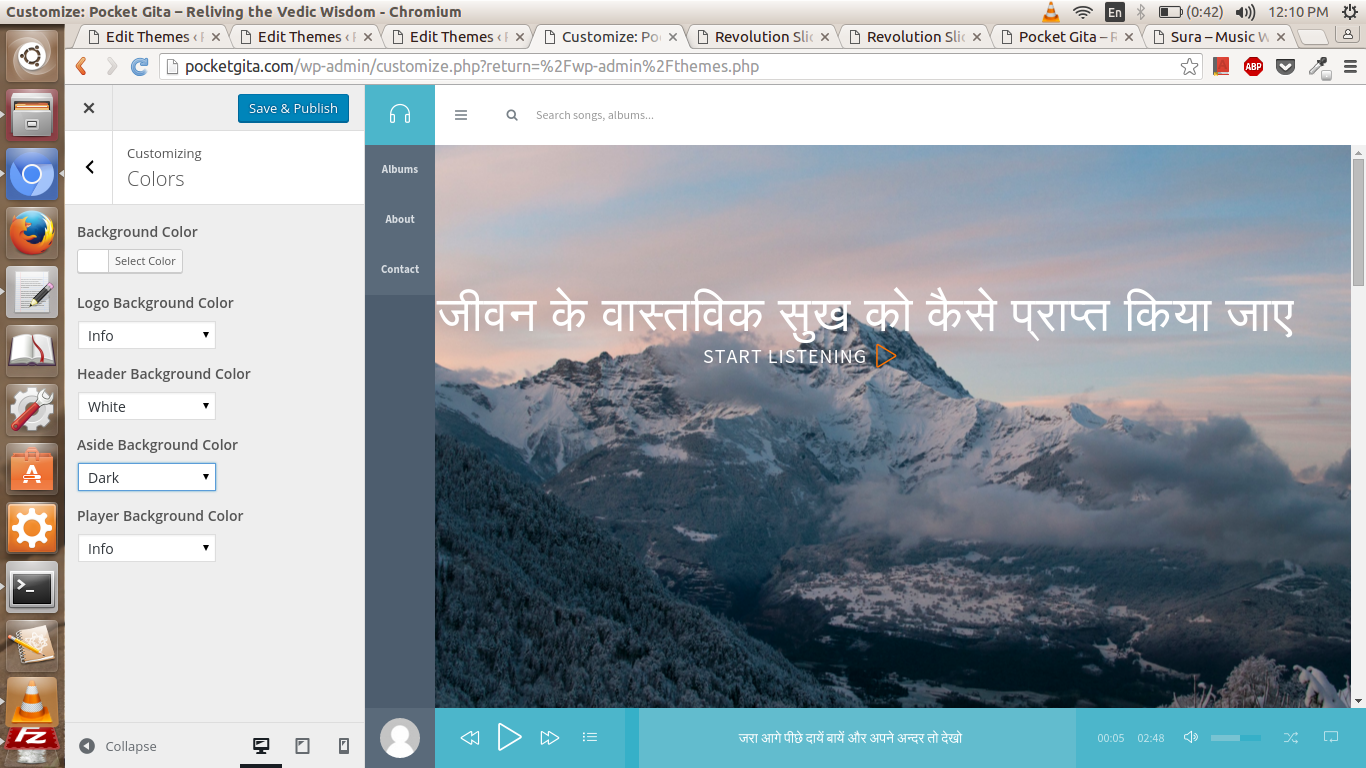 Customize: Pocket Gita – Reliving the Vedic Wisdom - Chromium
En
(0:42)
12:10 PM
Edit Themes ‹
Edit Themes ‹
Edit Themes ‹
Customize: Po
Revolution Slid
Revolution Slid
Pocket Gita – R
Sura – Music W
pocketgita.com/wp-admin/customize.php?return=%2Fwp-admin%2Fthemes.php
ABP
Save & Publish
Customizing
Colors
Background Color
Select Color
Logo Background Color
Info
Header Background Color
White
Aside Background Color
Dark
Player Background Color
Info
Collapse
Search songs, albums...
Albums
About
Contact
जीवन के वास्तविक सुख को कैसे प्राप्त किया जाए
START LISTENING
जरा आगे पीछे दायें बायें और अपने अन्दर तो देखो
00:05
02:48
Fz